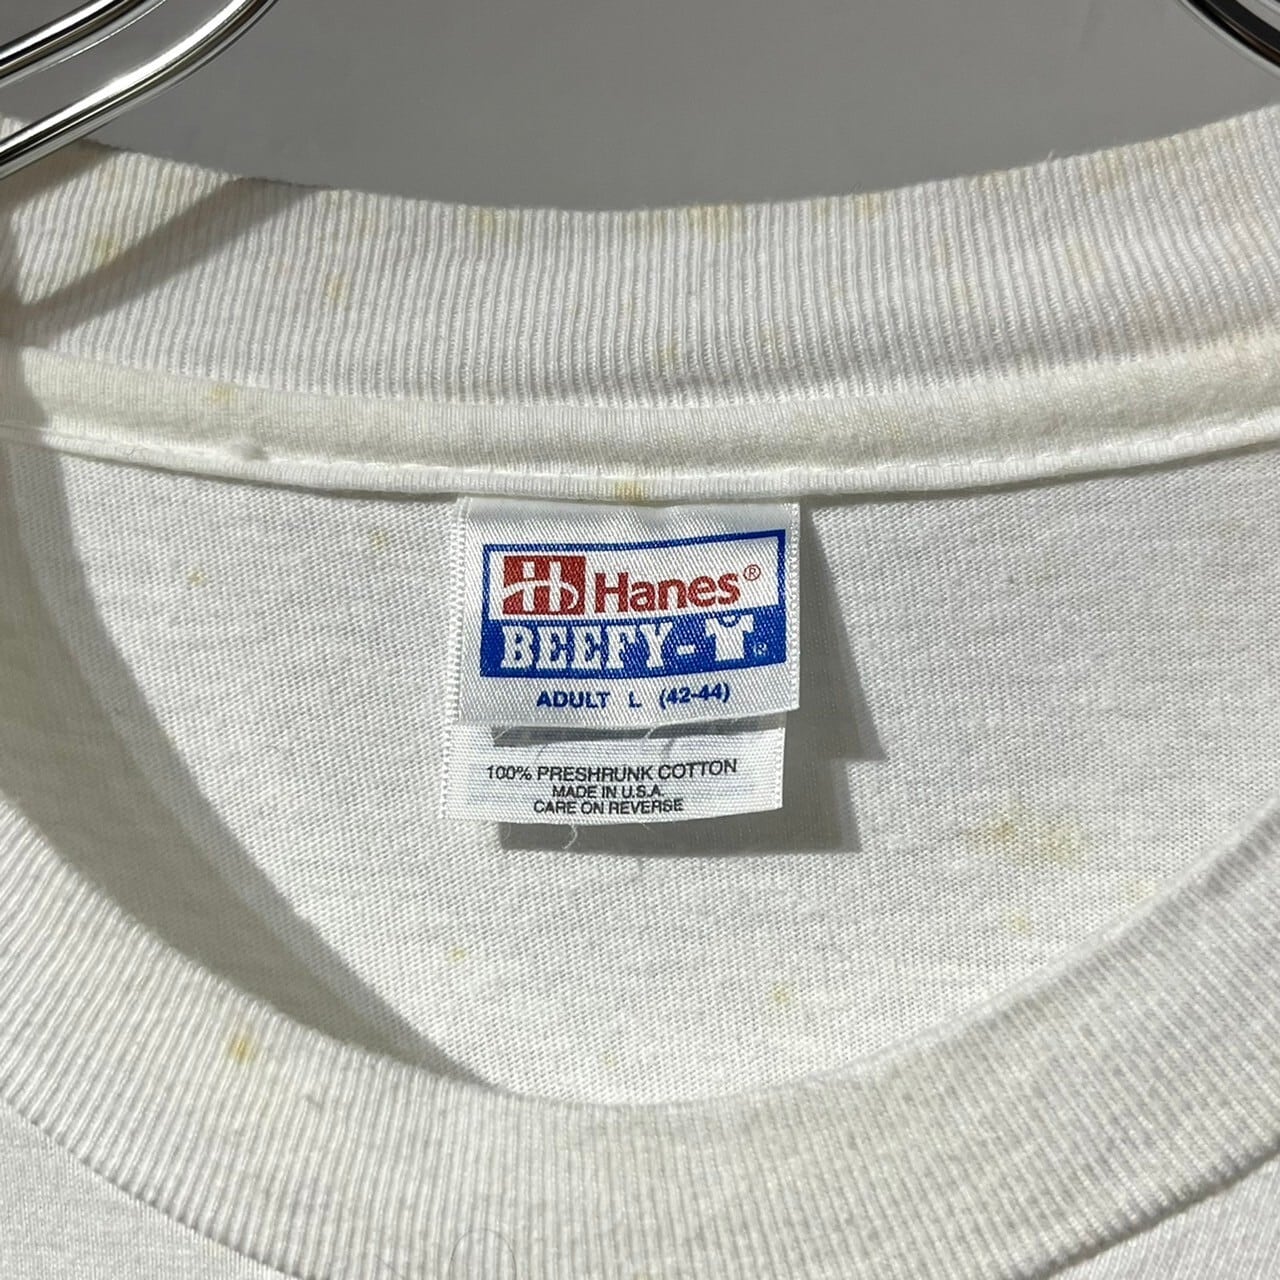 H Hanes®
BEEFY-T®
ADULT L (42-44)
100% PRESHRUNK COTTON
MADE IN U.S.A.
CARE ON REVERSE